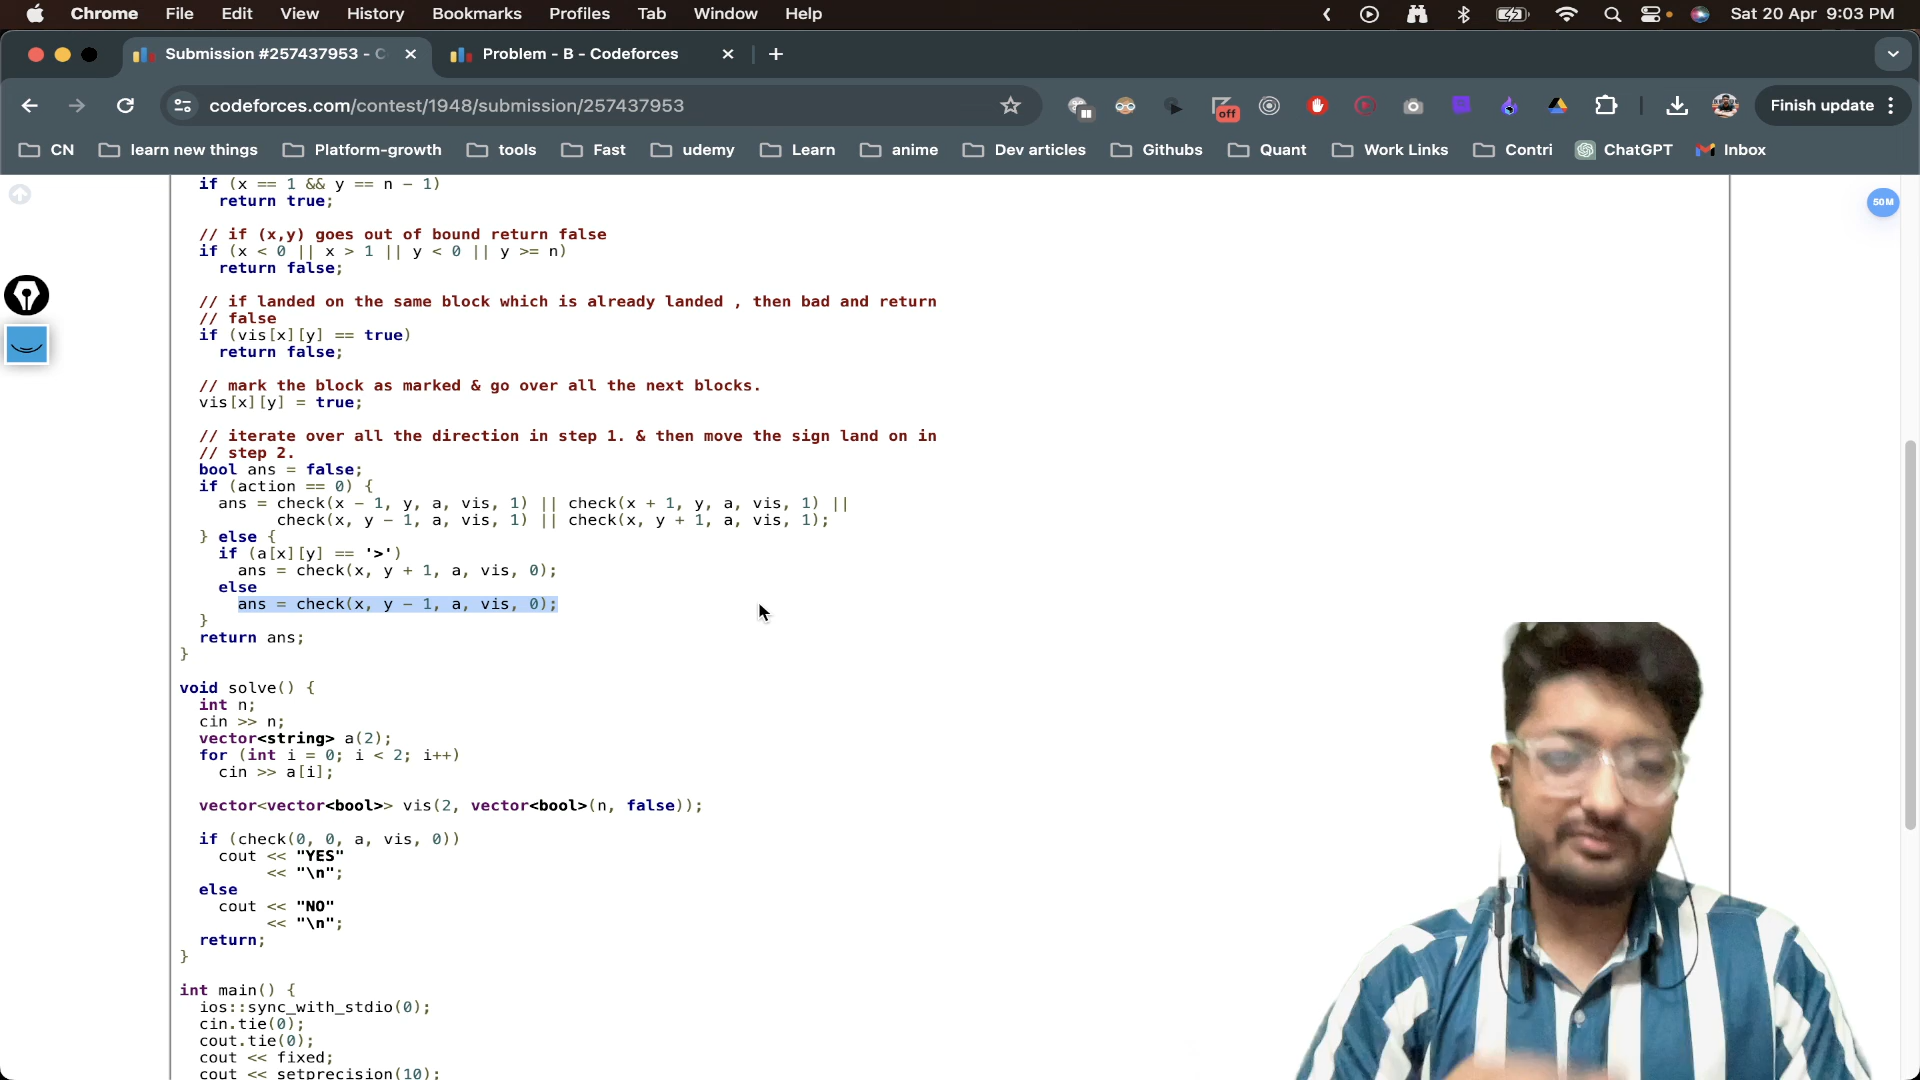 Chrome File Edit View History Bookmarks Profiles Tab Window Help Sat 20 Apr 9:03 PM
Submission #257437953 - C Problem - B - Codeforces
codeforces.com/contest/1948/submission/257437953 off Finish update
CN learn new things Platform-growth tools Fast udemy Learn anime Dev articles Githubs Quant Work Links Contri ChatGPT Inbox
50M
if (x == 1 && y == n - 1)
return true;
// if (x,y) goes out of bound return false
if (x < 0 || x > 1 || y < 0 || y >= n)
return false;
// if landed on the same block which is already landed , then bad and return
// false
if (vis[x][y] == true)
return false;
// mark the block as marked & go over all the next blocks.
vis[x][y] = true;
// iterate over all the direction in step 1. & then move the sign land on in
// step 2.
bool ans = false;
if (action == 0) {
ans = check(x - 1, y, a, vis, 1) || check(x + 1, y, a, vis, 1) ||
check(x, y - 1, a, vis, 1) || check(x, y + 1, a, vis, 1);
} else {
if (a[x][y] == '>')
ans = check(x, y + 1, a, vis, 0);
else
ans = check(x, y - 1, a, vis, 0);
}
return ans;
}
void solve() {
int n;
cin >> n;
vector<string> a(2);
for (int i = 0; i < 2; i++)
cin >> a[i];
vector<vector<bool>> vis(2, vector<bool>(n, false));
if (check(0, 0, a, vis, 0))
cout << "YES"
<< "\n";
else
cout << "NO"
<< "\n";
return;
}
int main() {
ios::sync_with_stdio(0);
cin.tie(0);
cout.tie(0);
cout << fixed;
cout << setprecision(10);